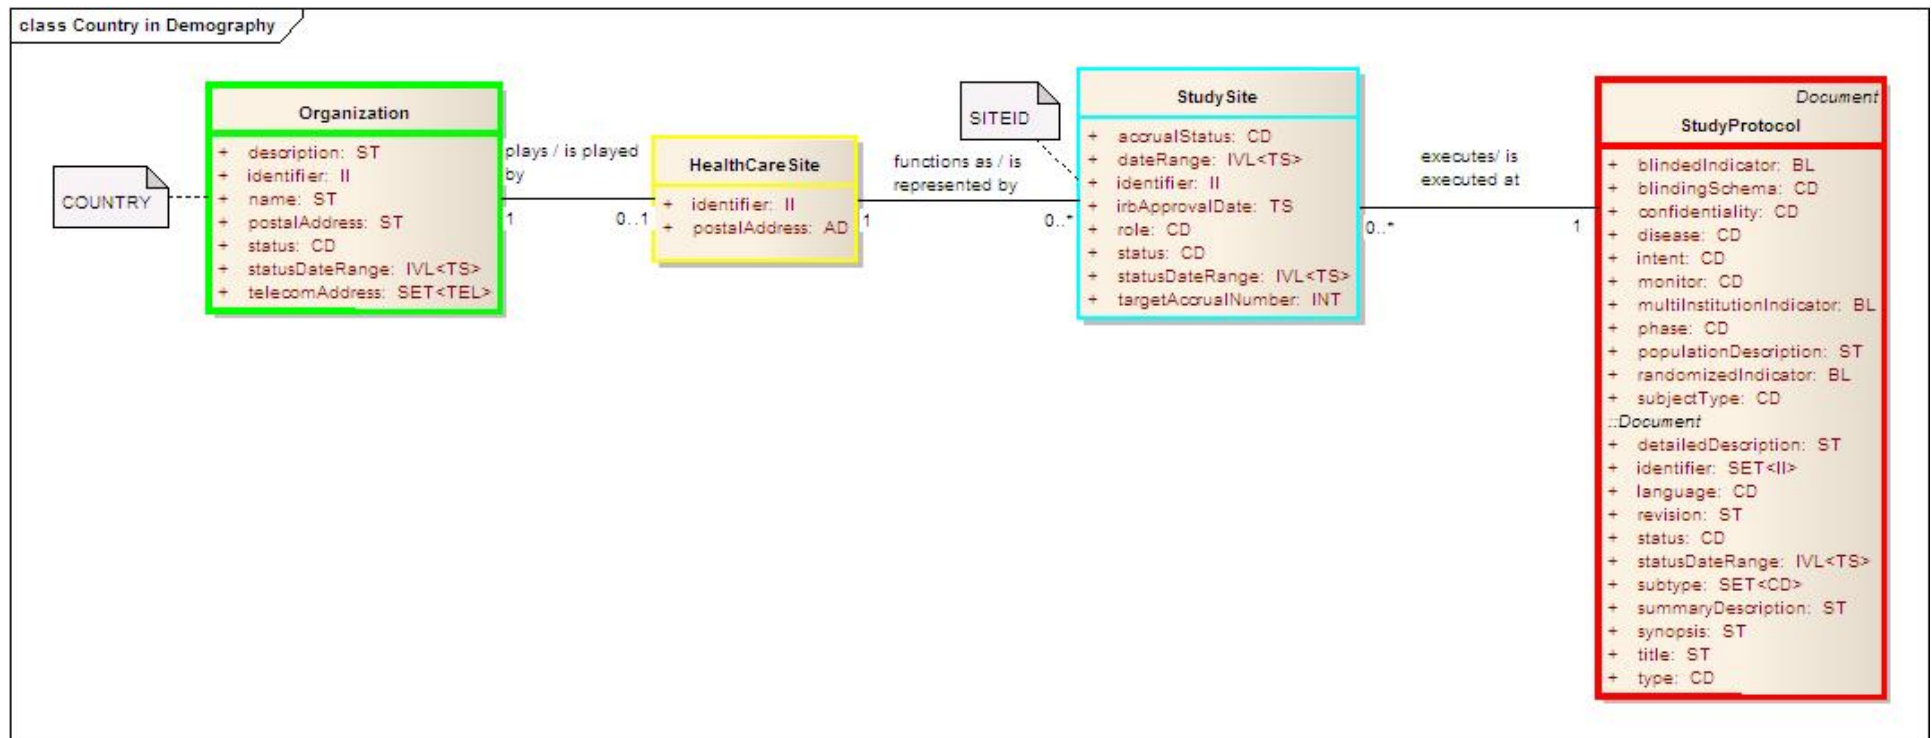 class Country in Demography
COUNTRY
Organization
+ description: ST
+ identifier: II
+ name: ST
+ postalAddress: ST
+ status: CD
+ statusDateRange: IVL<TS>
+ telecomAddress: SET<TEL>
plays / is played
by
1
0..1
HealthCareSite
+ identifier: II
+ postalAddress: AD
functions as / is
represented by
1
0..*
SITEID
StudySite
+ accrualStatus: CD
+ dateRange: IVL<TS>
+ identifier: II
+ irbApprovalDate: TS
+ role: CD
+ status: CD
+ statusDateRange: IVL<TS>
+ targetAccrualNumber: INT
executes/ is
executed at
0..*
1
Document
StudyProtocol
+ blindedIndicator: BL
+ blindingSchema: CD
+ confidentiality: CD
+ disease: CD
+ intent: CD
+ monitor: CD
+ multiInstitutionIndicator: BL
+ phase: CD
+ populationDescription: ST
+ randomizedIndicator: BL
+ subjectType: CD
::Document
+ detailedDescription: ST
+ identifier: SET<II>
+ language: CD
+ revision: ST
+ status: CD
+ statusDateRange: IVL<TS>
+ subtype: SET<CD>
+ summaryDescription: ST
+ synopsis: ST
+ title: ST
+ type: CD